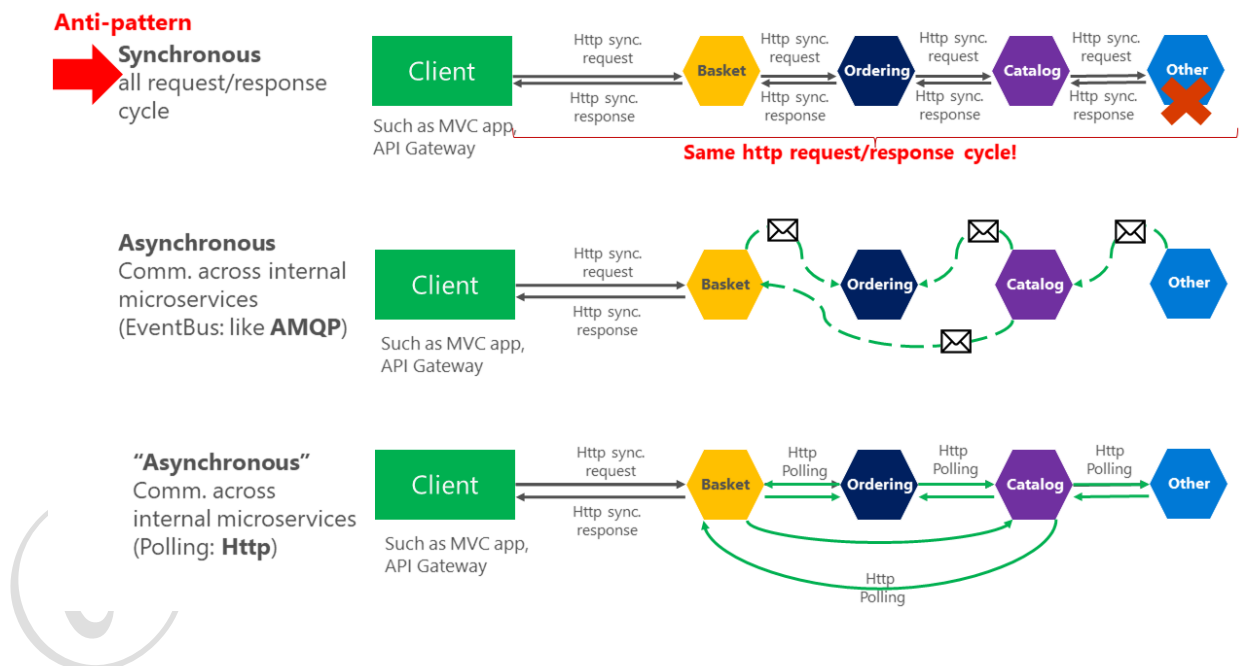 Anti-pattern
Synchronous
all request/response
cycle
Client
Such as MVC app,
API Gateway
Http sync.
request
Http sync.
response
Basket
Http sync.
request
Http sync.
response
Ordering
Http sync.
request
Http sync.
response
Catalog
Http sync.
request
Http sync.
response
Other
Same http request/response cycle!
Asynchronous
Comm. across internal
microservices
(EventBus: like AMQP)
Client
Such as MVC app,
API Gateway
Http sync.
request
Http sync.
response
Basket
Ordering
Catalog
Other
“Asynchronous”
Comm. across
internal microservices
(Polling: Http)
Client
Such as MVC app,
API Gateway
Http sync.
request
Http sync.
response
Basket
Http
Polling
Ordering
Http
Polling
Catalog
Http
Polling
Other
Http
Polling